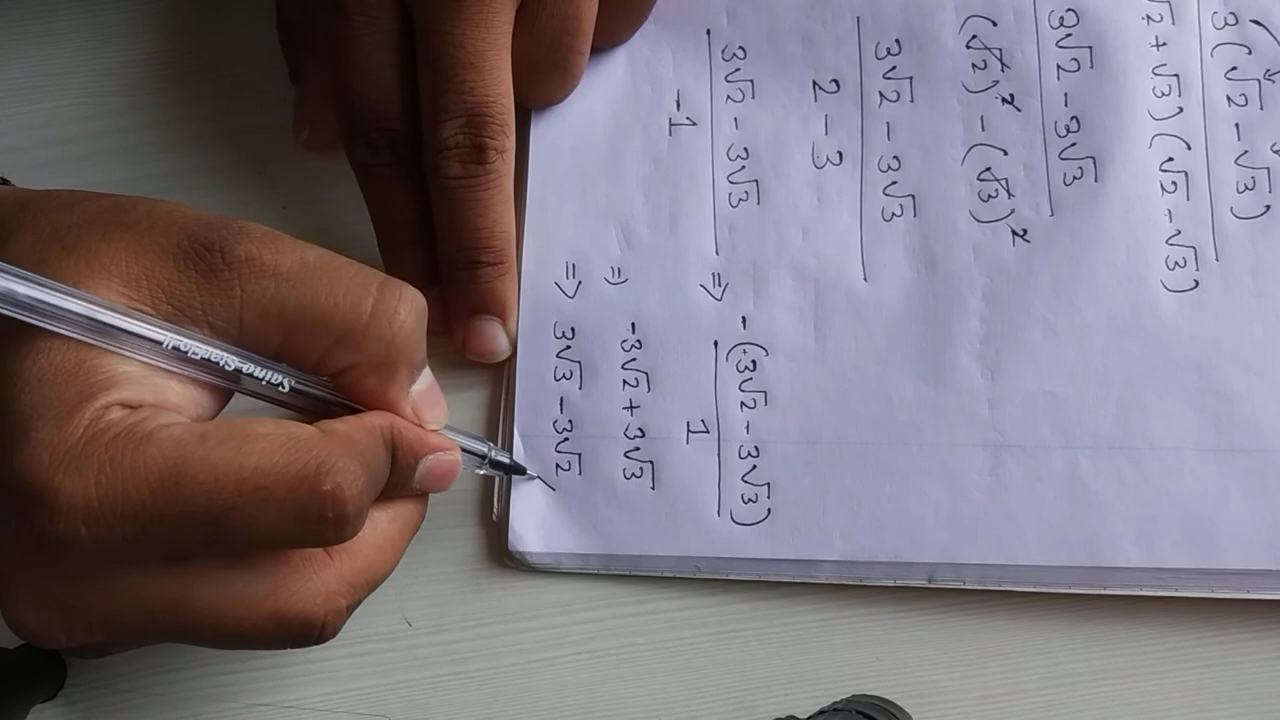 3(√2 - √3)
√2 + √3) (√2 - √3)
3√2 - 3√3
(√2)² - (√3)²
3√2 - 3√3
2 - 3
3√2 - 3√3
-1
⇒ -(3√2 - 3√3)
1
⇒ -3√2 + 3√3
⇒ 3√3 - 3√2
Saino